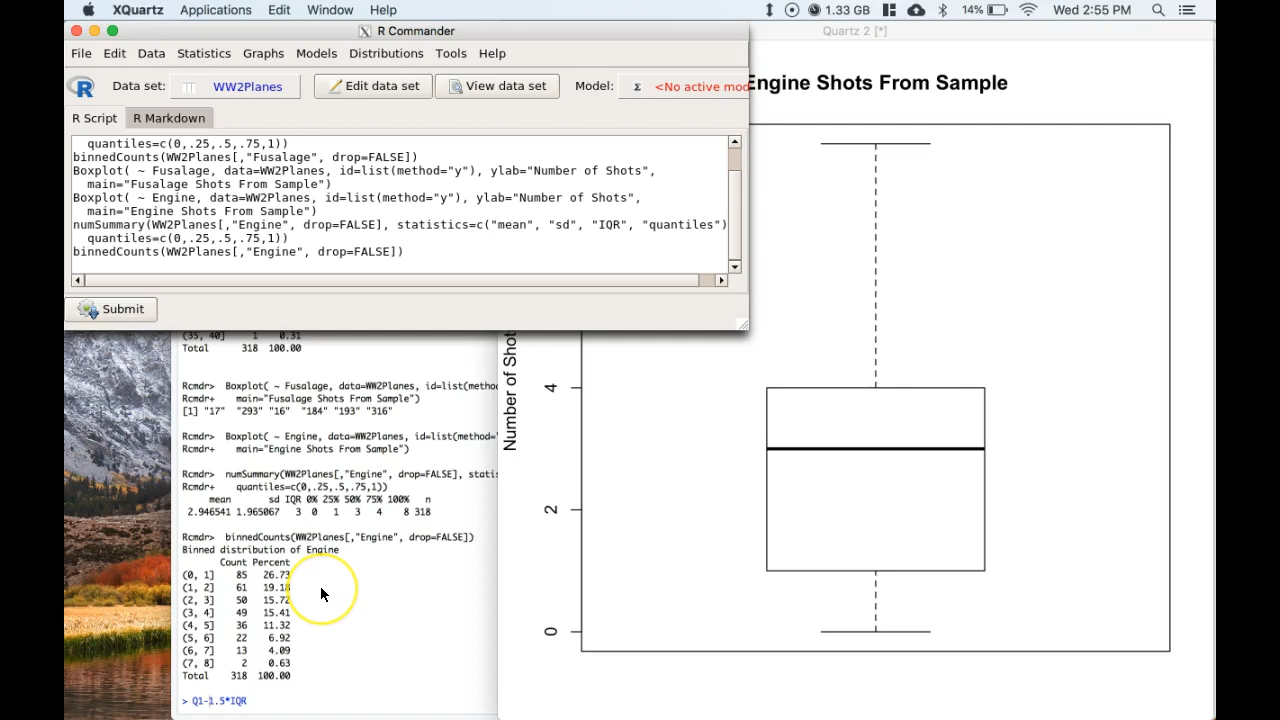 XQuartz Applications Edit Window Help 1.33 GB 14% Wed 2:55 PM
R Commander
Quartz 2 [*]
File Edit Data Statistics Graphs Models Distributions Tools Help
Data set: WW2Planes Edit data set View data set Model: Σ <No active mod
R Script R Markdown
quantiles=c(0,.25,.5,.75,1))
binnedCounts(WW2Planes[,"Fusalage", drop=FALSE])
Boxplot( ~ Fusalage, data=WW2Planes, id=list(method="y"), ylab="Number of Shots",
main="Fusalage Shots From Sample")
Boxplot( ~ Engine, data=WW2Planes, id=list(method="y"), ylab="Number of Shots",
main="Engine Shots From Sample")
numSummary(WW2Planes[,"Engine", drop=FALSE], statistics=c("mean", "sd", "IQR", "quantiles")
quantiles=c(0,.25,.5,.75,1))
binnedCounts(WW2Planes[,"Engine", drop=FALSE])
Submit
(35, 40] 1 0.31
Total 318 100.00
Rcmdr> Boxplot( ~ Fusalage, data=WW2Planes, id=list(metho
Rcmdr+ main="Fusalage Shots From Sample")
[1] "17" "293" "16" "184" "193" "316"
Rcmdr> Boxplot( ~ Engine, data=WW2Planes, id=list(method="
Rcmdr+ main="Engine Shots From Sample")
Rcmdr> numSummary(WW2Planes[,"Engine", drop=FALSE], statis
Rcmdr+ quantiles=c(0,.25,.5,.75,1))
mean sd IQR 0% 25% 50% 75% 100% n
2.946541 1.965067 3 0 1 3 4 8 318
Rcmdr> binnedCounts(WW2Planes[,"Engine", drop=FALSE])
Binned distribution of Engine
Count Percent
(0, 1] 85 26.73
(1, 2] 61 19.18
(2, 3] 50 15.72
(3, 4] 49 15.41
(4, 5] 36 11.32
(5, 6] 22 6.92
(6, 7] 13 4.09
(7, 8] 2 0.63
Total 318 100.00
> Q1-1.5*IQR
Engine Shots From Sample
Number of Shot
4
2
0